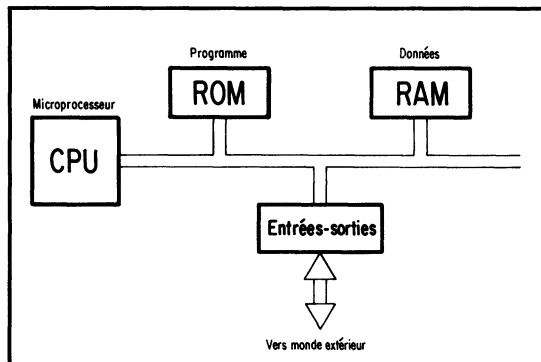 Programme
ROM
Données
RAM
Microprocesseur
CPU
Entrées-sorties
Vers monde extérieur